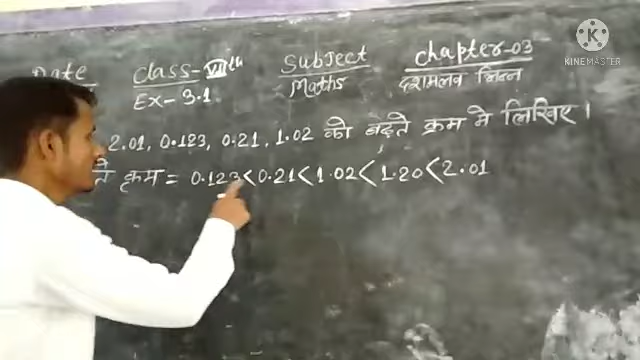 Date Class-VIIth Subject Chapter-03
Ex-3.1 Maths दशमलव भिन्न
2.01, 0.123, 0.21, 1.02 को बढ़ते क्रम मे लिखिए।
ते क्रम = 0.123<0.21<1.02<1.20<2.01
KINEMASTER